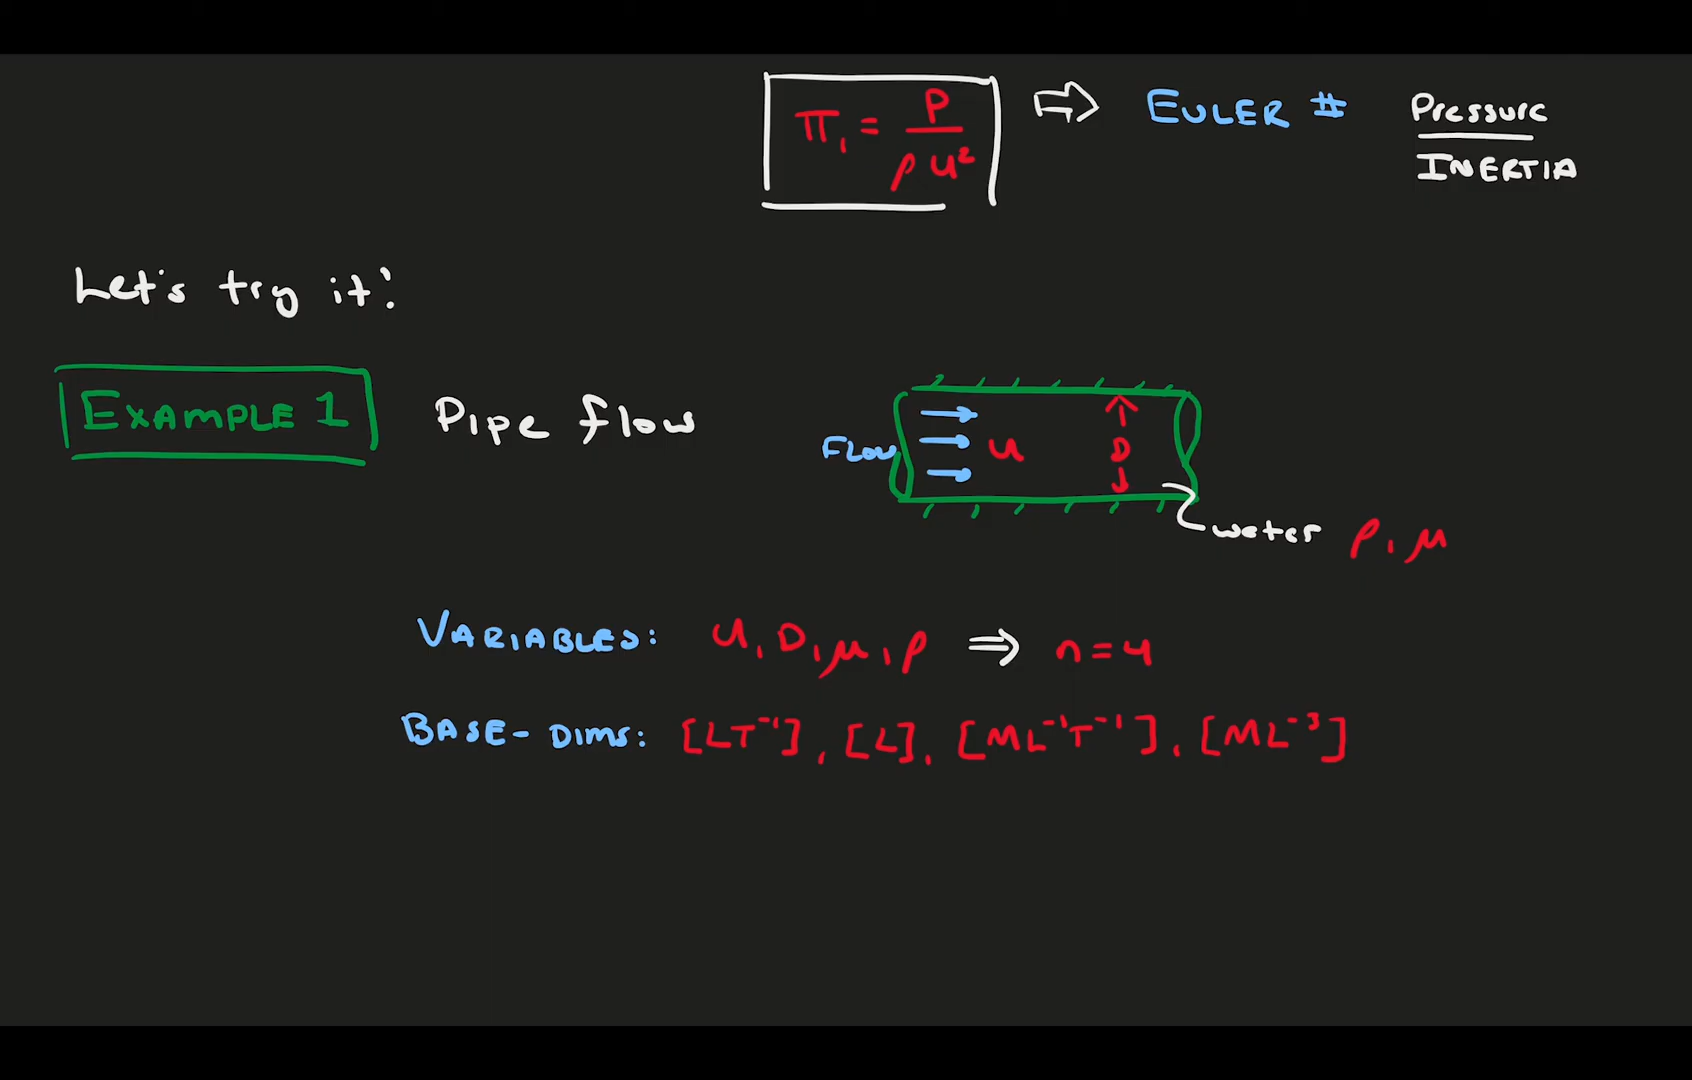 π₁ = P / ρ u² ⇒ EULER # Pressure / INERTIA
Let's try it!
EXAMPLE 1 Pipe flow
FLOW u D
water ρ, μ
VARIABLES: u, D, μ, ρ ⇒ n = 4
BASE-DIMS: [LT⁻¹], [L], [ML⁻¹T⁻¹], [ML⁻³]